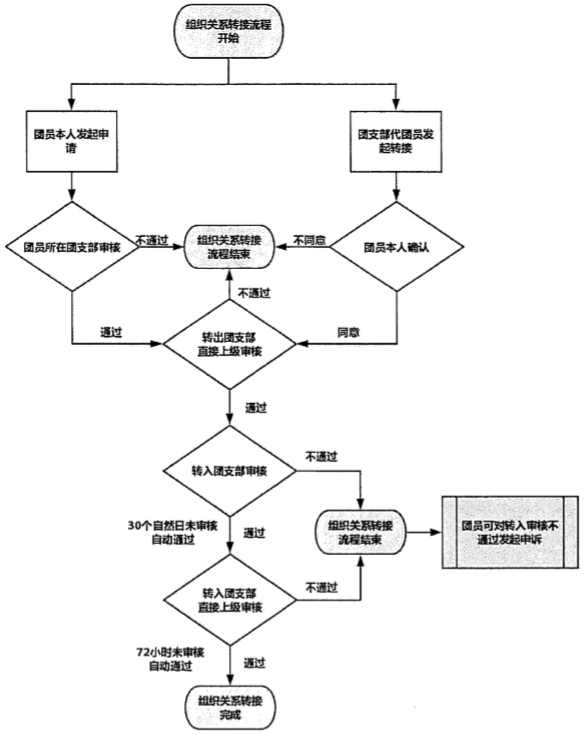 组织关系转接流程
开始
团员本人发起申
请
团支部代团员发
起转接
团员所在团支部审核
不通过
组织关系转接
流程结束
不同意
团员本人确认
不通过
通过
转出团支部
直接上级审核
同意
通过
转入团支部审核
不通过
30个自然日未审核
自动通过
通过
组织关系转接
流程结束
团员可对转入审核不
通过发起申诉
转入团支部
直接上级审核
不通过
72小时未审核
自动通过
通过
组织关系转接
完成